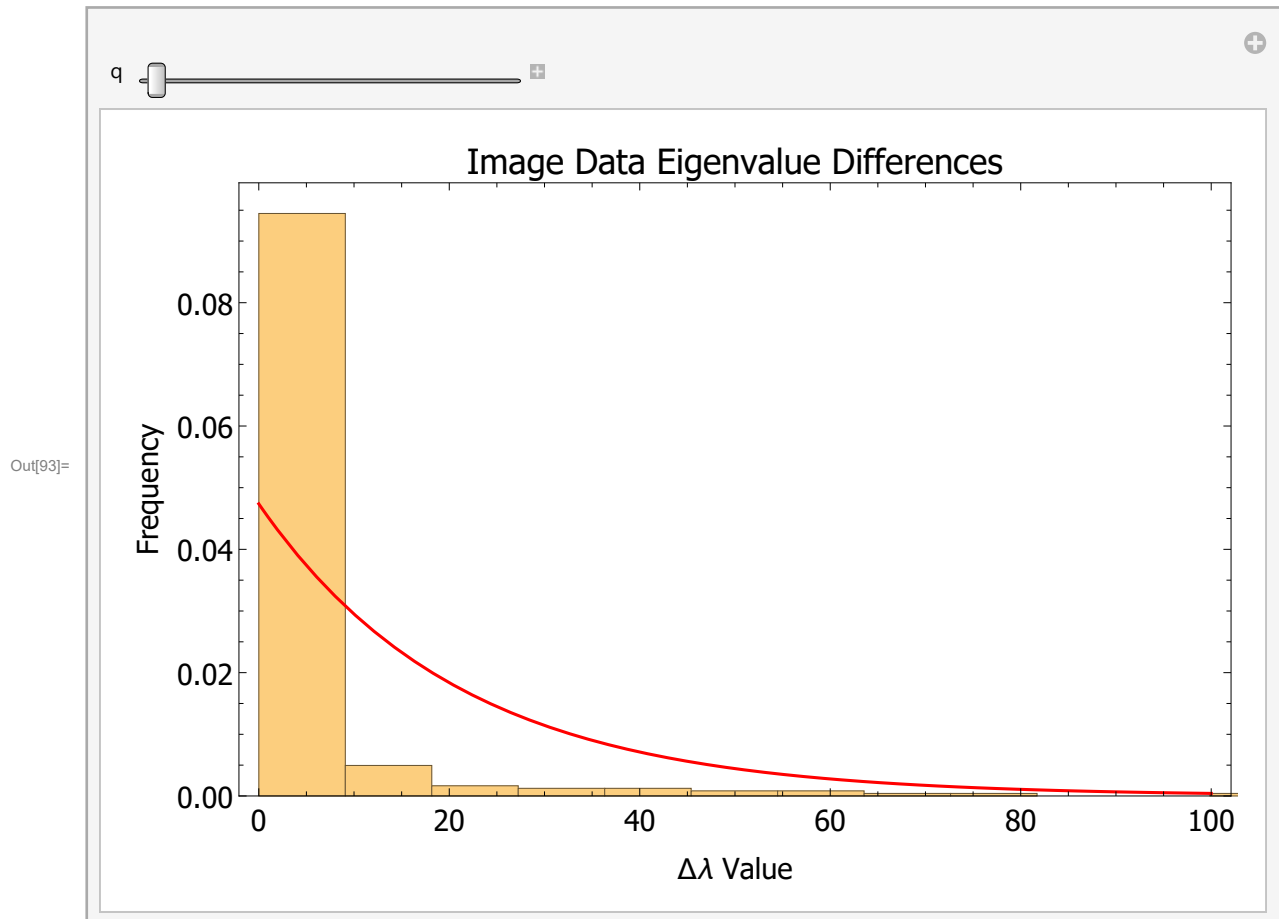 q
Image Data Eigenvalue Differences
0.08
0.06
Out[93]=
Frequency
0.04
0.02
0.00
0 20 40 60 80 100
Δλ Value